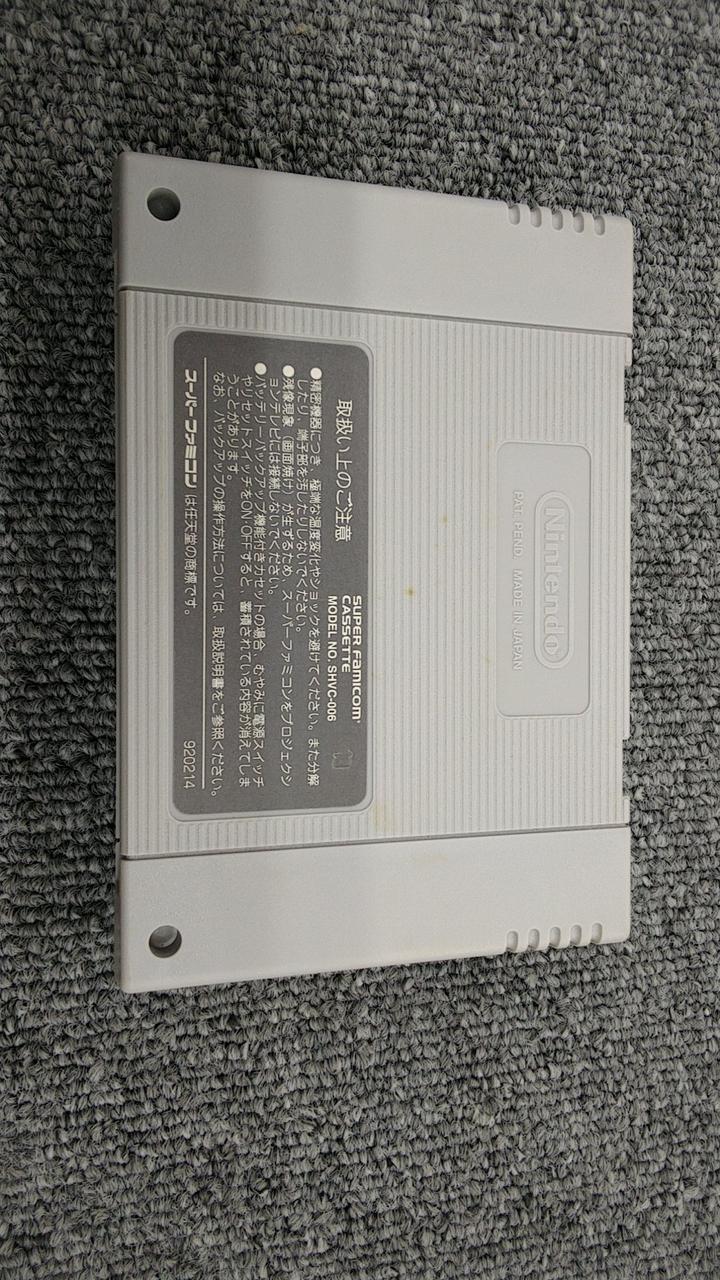 Nintendo
PAT. PEND.  MADE IN JAPAN
SUPER FAMICOM
CASSETTE
MODEL NO. SHVC-006
取扱い上のご注意
●精密機器につき、極端な温度変化やショックを避けてください。また分解
したり、端子部を汚したりしないでください。
●残像現象（画面焼け）が生ずるため、スーパーファミコンをプロジェクシ
ョンテレビには接続しないでください。
●バッテリーバックアップ機能付きカセットの場合、むやみに電源スイッチ
やリセットスイッチをON・OFFすると、蓄積されている内容が消えてしま
うことがあります。
なお、バックアップの操作方法については、取扱説明書をご参照ください。
スーパーファミコン は任天堂の商標です。
920214